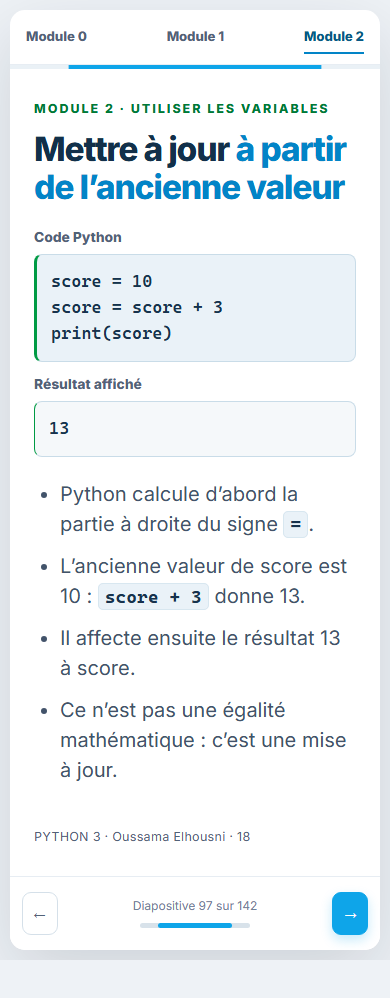 Module 0
Module 1
Module 2
MODULE 2 · UTILISER LES VARIABLES
Mettre à jour à partir
de l’ancienne valeur
Code Python
score = 10
score = score + 3
print(score)
Résultat affiché
13
• Python calcule d’abord la
partie à droite du signe = .
• L’ancienne valeur de score est
10 : score + 3 donne 13.
• Il affecte ensuite le résultat 13
à score.
• Ce n’est pas une égalité
mathématique : c’est une mise
à jour.
PYTHON 3 · Oussama Elhousni · 18
←
Diapositive 97 sur 142
→